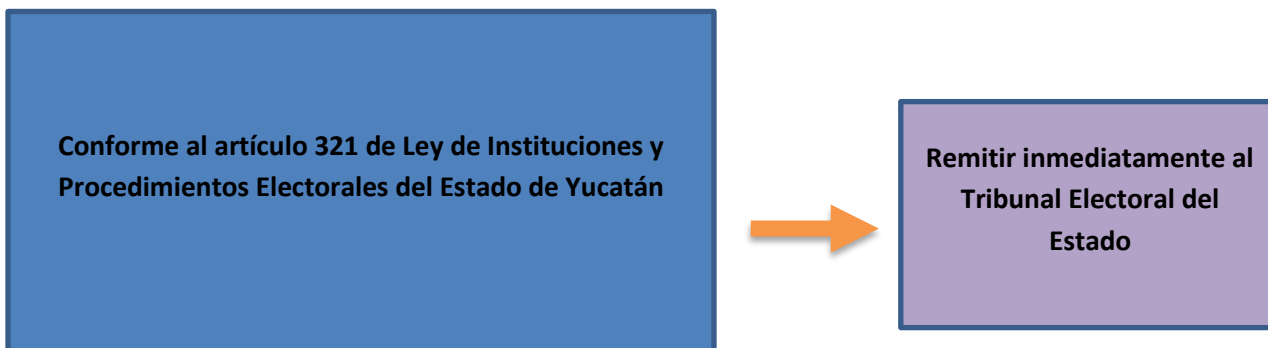 Conforme al artículo 321 de Ley de Instituciones y
Procedimientos Electorales del Estado de Yucatán
Remitir inmediatamente al
Tribunal Electoral del
Estado